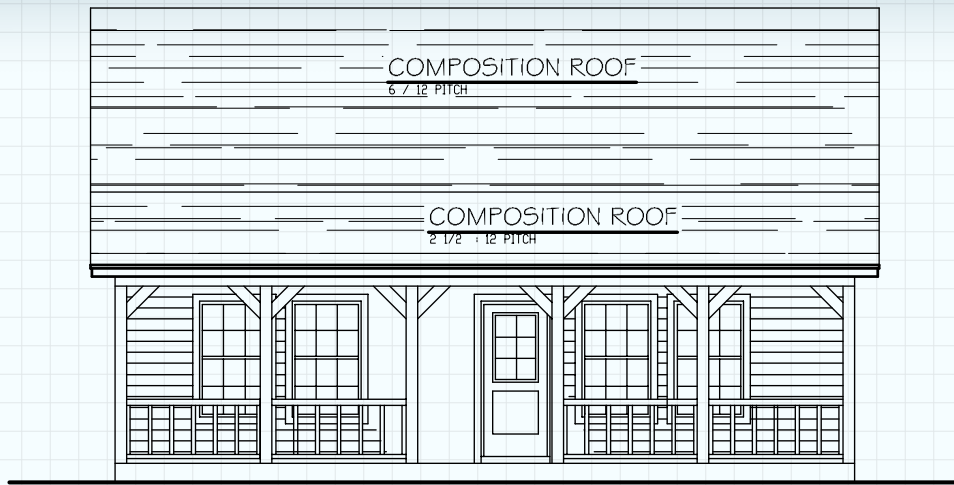 COMPOSITION ROOF
6 / 12 PITCH
COMPOSITION ROOF
2 1/2 : 12 PITCH